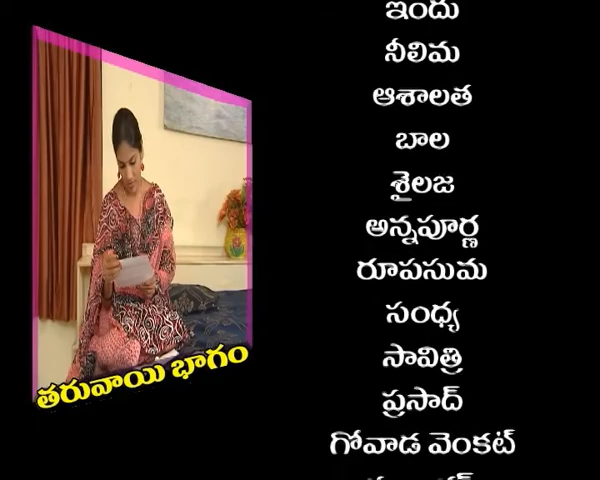 ఇందు
నీలిమ
ఆశాలత
బాల
శైలజ
అన్నపూర్ణ
రూపసుమ
సంధ్య
సావిత్రి
ప్రసాద్
గోవాడ వెంకట్
తరువాయి భాగం